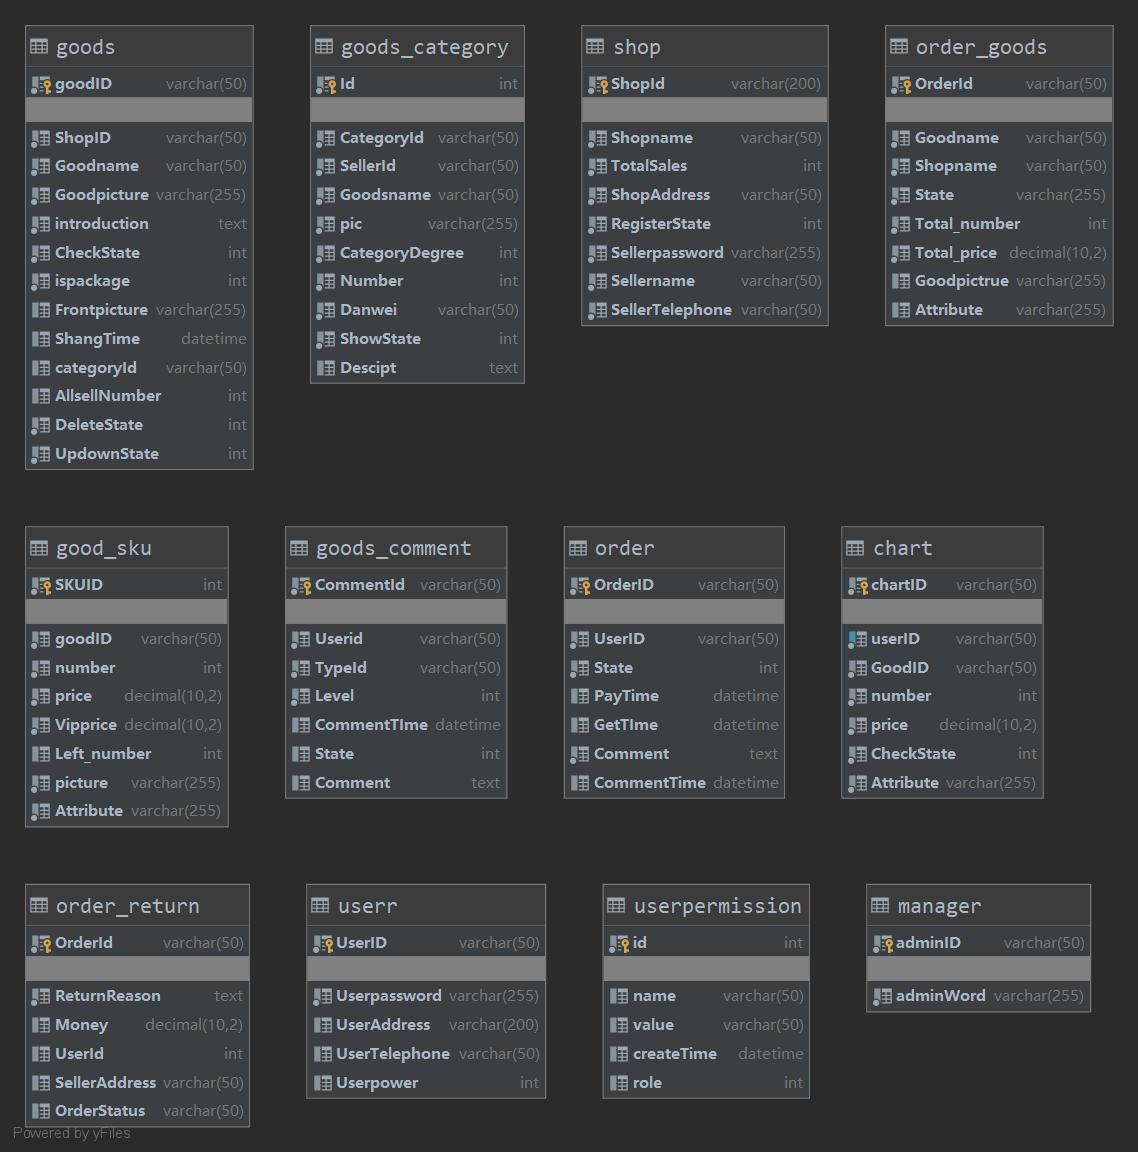 goods
goodID varchar(50)
ShopID varchar(50)
Goodname varchar(50)
Goodpicture varchar(255)
introduction text
CheckState int
ispackage int
Frontpicture varchar(255)
ShangTime datetime
categoryId varchar(50)
AllsellNumber int
DeleteState int
UpdownState int
goods_category
Id int
CategoryId varchar(50)
SellerId varchar(50)
Goodsname varchar(50)
pic varchar(255)
CategoryDegree int
Number int
Danwei varchar(50)
ShowState int
Descipt text
shop
ShopId varchar(200)
Shopname varchar(50)
TotalSales int
ShopAddress varchar(50)
RegisterState int
Sellerpassword varchar(255)
Sellername varchar(50)
SellerTelephone varchar(50)
order_goods
OrderId varchar(50)
Goodname varchar(50)
Shopname varchar(50)
State varchar(255)
Total_number int
Total_price decimal(10,2)
Goodpictrue varchar(255)
Attribute varchar(255)
good_sku
SKUID int
goodID varchar(50)
number int
price decimal(10,2)
Vipprice decimal(10,2)
Left_number int
picture varchar(255)
Attribute varchar(255)
goods_comment
CommentId varchar(50)
Userid varchar(50)
TypeId varchar(50)
Level int
CommentTIme datetime
State int
Comment text
order
OrderID varchar(50)
UserID varchar(50)
State int
PayTime datetime
GetTIme datetime
Comment text
CommentTime datetime
chart
chartID varchar(50)
userID varchar(50)
GoodID varchar(50)
number int
price decimal(10,2)
CheckState int
Attribute varchar(255)
order_return
OrderId varchar(50)
ReturnReason text
Money decimal(10,2)
UserId int
SellerAddress varchar(50)
OrderStatus varchar(50)
userr
UserID varchar(50)
Userpassword varchar(255)
UserAddress varchar(200)
UserTelephone varchar(50)
Userpower int
userpermission
id int
name varchar(50)
value varchar(50)
createTime datetime
role int
manager
adminID varchar(50)
adminWord varchar(255)
Powered by yFiles